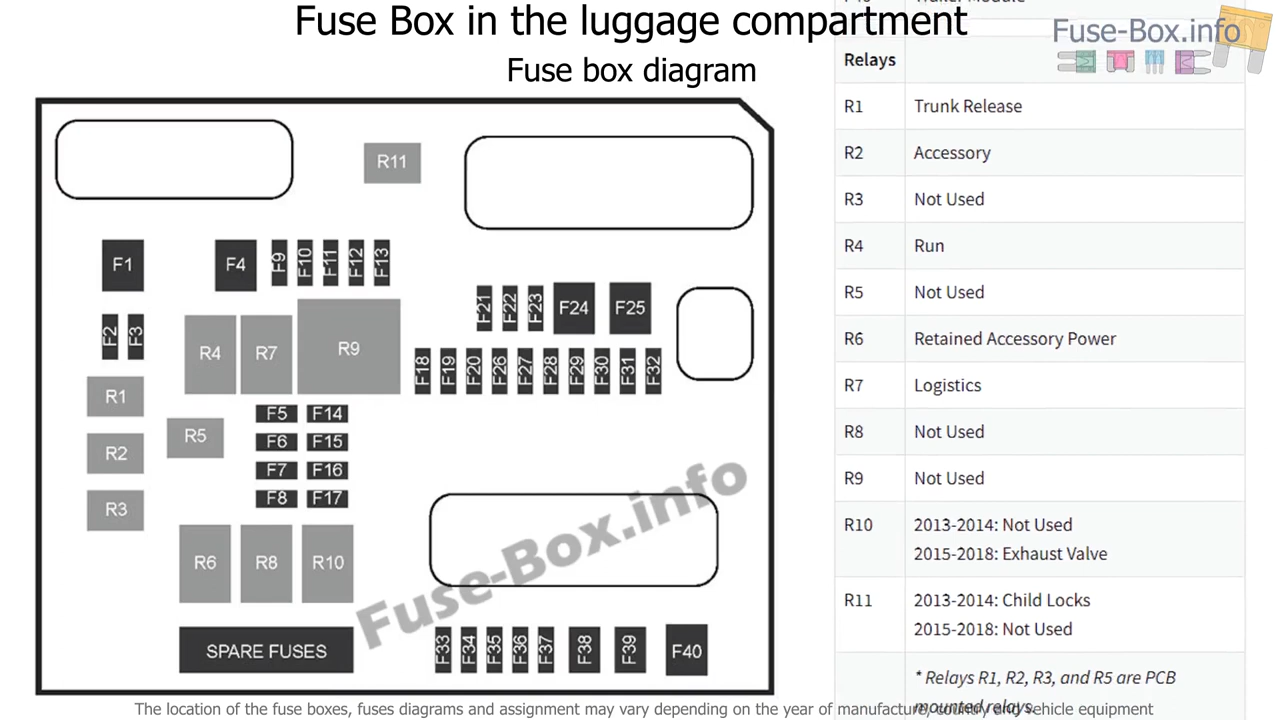 Fuse Box in the luggage compartment
Fuse box diagram
Fuse-Box.info
R11
F1
F4
F9
F10
F11
F12
F13
F21
F22
F23
F24
F25
F2
F3
R4
R7
R9
F18
F19
F20
F26
F27
F28
F29
F30
F31
F32
R1
R5
F5
F14
F6
F15
R2
F7
F16
F8
F17
R3
R6
R8
R10
Fuse-Box.info
SPARE FUSES
F33
F34
F35
F36
F37
F38
F39
F40
Relays
R1 Trunk Release
R2 Accessory
R3 Not Used
R4 Run
R5 Not Used
R6 Retained Accessory Power
R7 Logistics
R8 Not Used
R9 Not Used
R10 2013-2014: Not Used
2015-2018: Exhaust Valve
R11 2013-2014: Child Locks
2015-2018: Not Used
* Relays R1, R2, R3, and R5 are PCB
mounted relays.
The location of the fuse boxes, fuses diagrams and assignment may vary depending on the year of manufacture, country and vehicle equipment